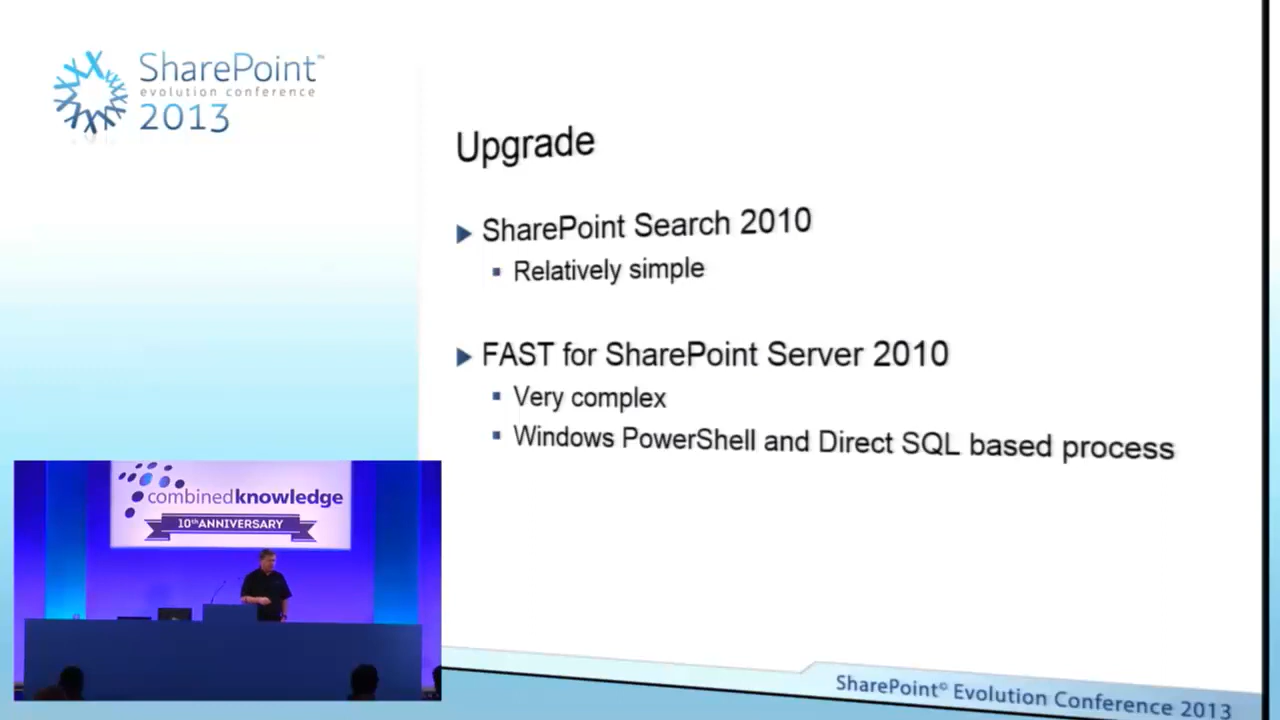 SharePoint™
evolution conference
2013
Upgrade
SharePoint Search 2010
Relatively simple
FAST for SharePoint Server 2010
Very complex
Windows PowerShell and Direct SQL based process
combinedknowledge
10th ANNIVERSARY
SharePoint© Evolution Conference 2013